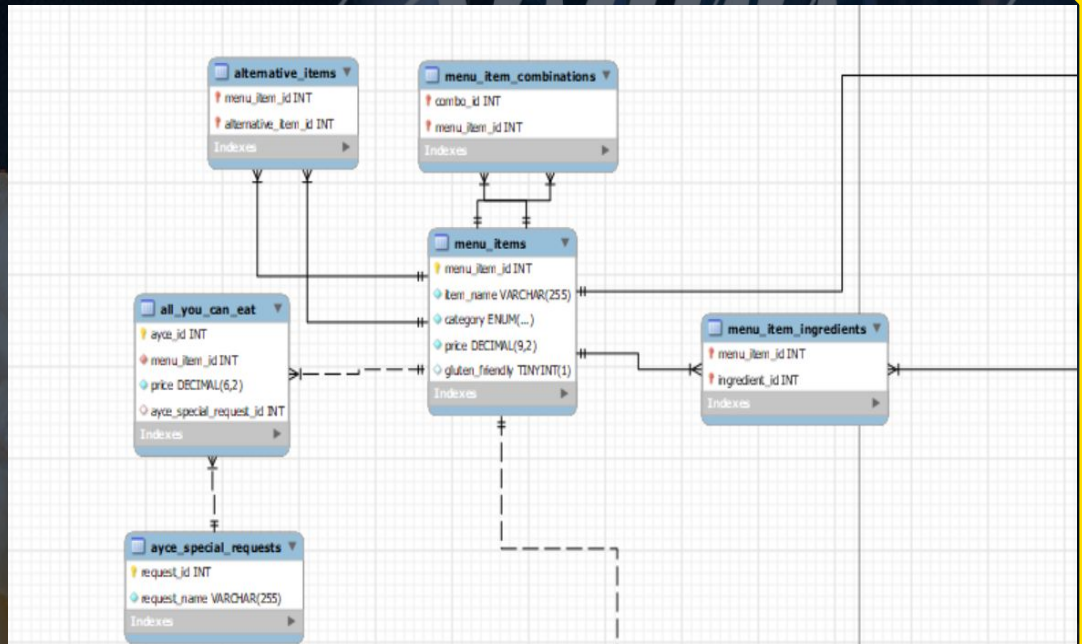 alternative_items
menu_item_id INT
alternative_item_id INT
Indexes
menu_item_combinations
combo_id INT
menu_item_id INT
Indexes
menu_items
menu_item_id INT
item_name VARCHAR(255)
category ENUM(...)
price DECIMAL(9,2)
gluten_friendly TINYINT(1)
Indexes
all_you_can_eat
ayce_id INT
menu_item_id INT
price DECIMAL(6,2)
ayce_special_request_id INT
Indexes
menu_item_ingredients
menu_item_id INT
ingredient_id INT
Indexes
ayce_special_requests
request_id INT
request_name VARCHAR(255)
Indexes